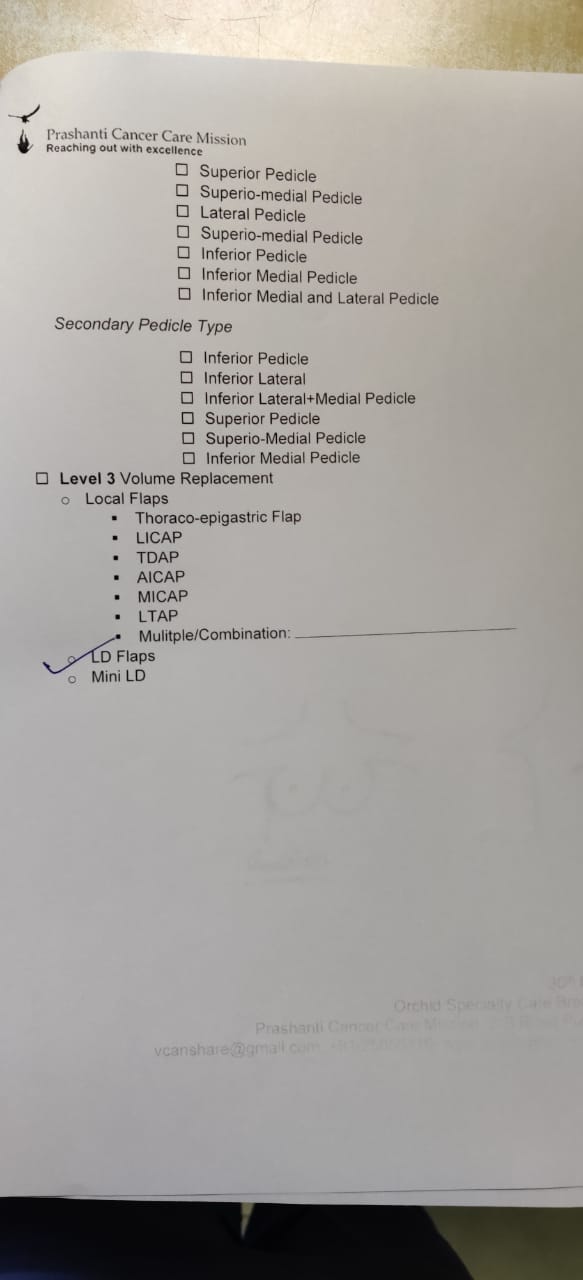 Prashanti Cancer Care Mission
Reaching out with excellence
☐ Superior Pedicle
☐ Superio-medial Pedicle
☐ Lateral Pedicle
☐ Superio-medial Pedicle
☐ Inferior Pedicle
☐ Inferior Medial Pedicle
☐ Inferior Medial and Lateral Pedicle
Secondary Pedicle Type
☐ Inferior Pedicle
☐ Inferior Lateral
☐ Inferior Lateral+Medial Pedicle
☐ Superior Pedicle
☐ Superio-Medial Pedicle
☐ Inferior Medial Pedicle
☐ Level 3 Volume Replacement
○ Local Flaps
▪ Thoraco-epigastric Flap
▪ LICAP
▪ TDAP
▪ AICAP
▪ MICAP
▪ LTAP
▪ Mulitple/Combination:
○ LD Flaps
○ Mini LD
Orchid Specialty Care
Prashanti Cancer Care Mission
vcanshare@gmail.com